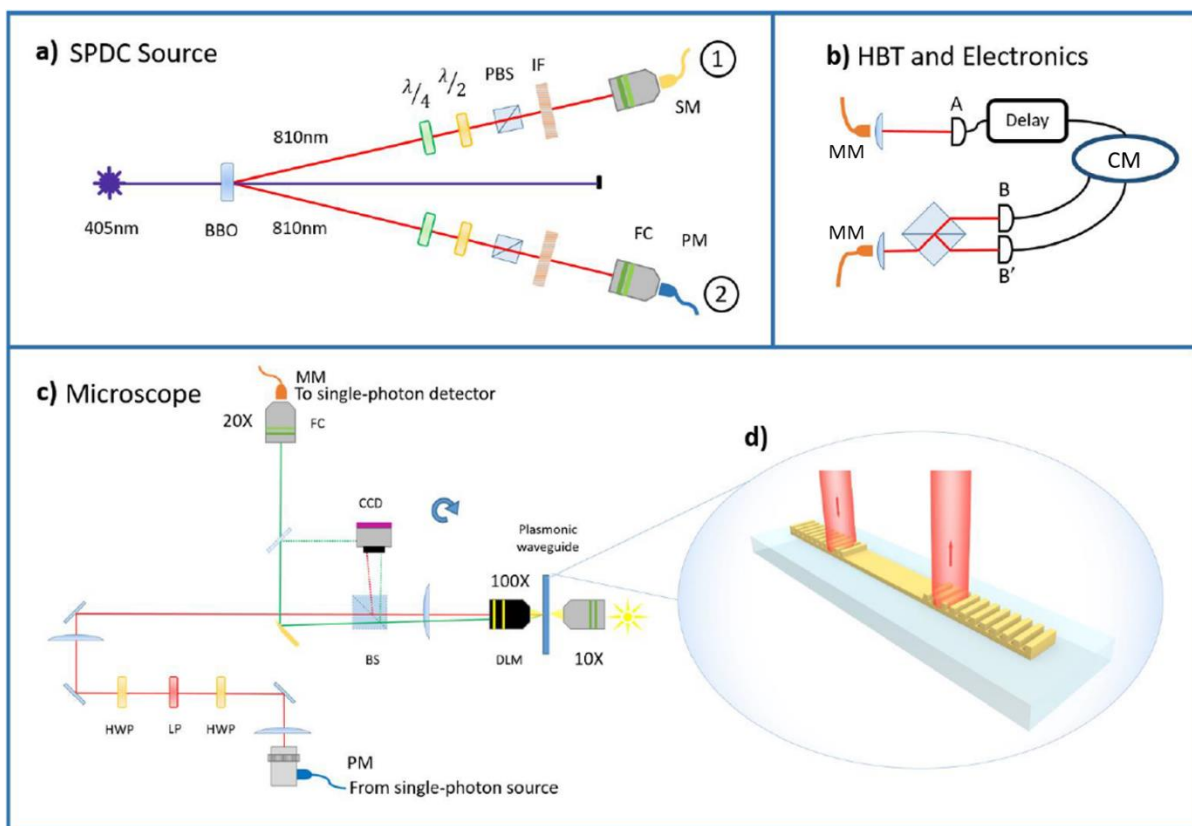 a) SPDC Source
λ/4
λ/2
PBS
IF
1
SM
810nm
405nm
BBO
810nm
FC
PM
2
b) HBT and Electronics
A
Delay
MM
CM
B
MM
B′
c) Microscope
MM
To single-photon detector
20X
FC
CCD
Plasmonic
waveguide
100X
BS
DLM
10X
HWP
LP
HWP
PM
From single-photon source
d)